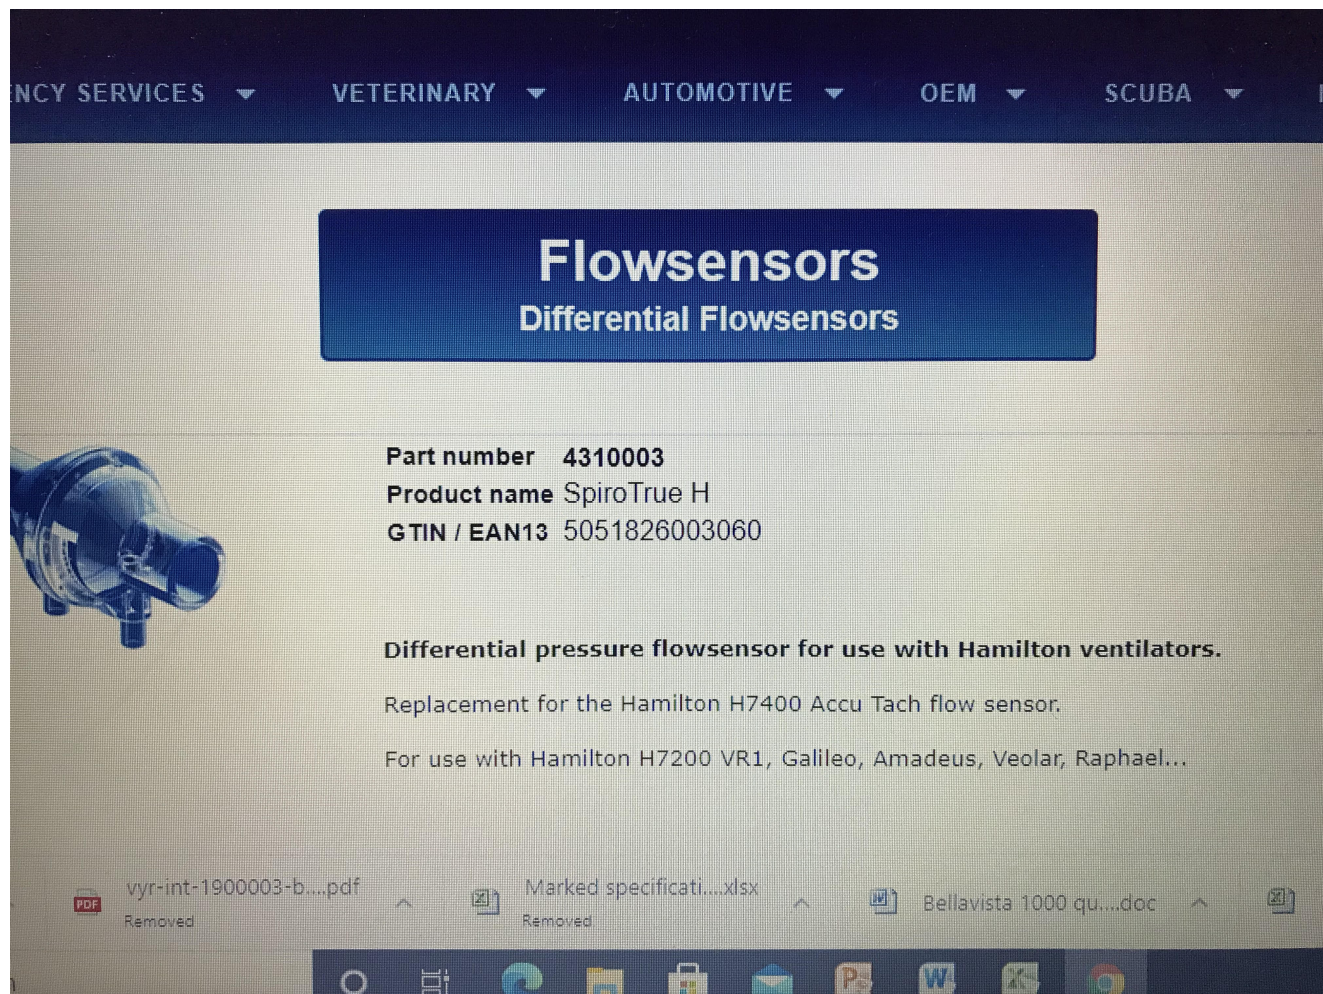 NCY SERVICES VETERINARY AUTOMOTIVE OEM SCUBA
Flowsensors
Differential Flowsensors
Part number 4310003
Product name SpiroTrue H
GTIN / EAN13 5051826003060
Differential pressure flowsensor for use with Hamilton ventilators.
Replacement for the Hamilton H7400 Accu Tach flow sensor.
For use with Hamilton H7200 VR1, Galileo, Amadeus, Veolar, Raphael...
vyr-int-1900003-b....pdf Marked specificati....xlsx Bellavista 1000 qu....doc
PDF
Removed Removed